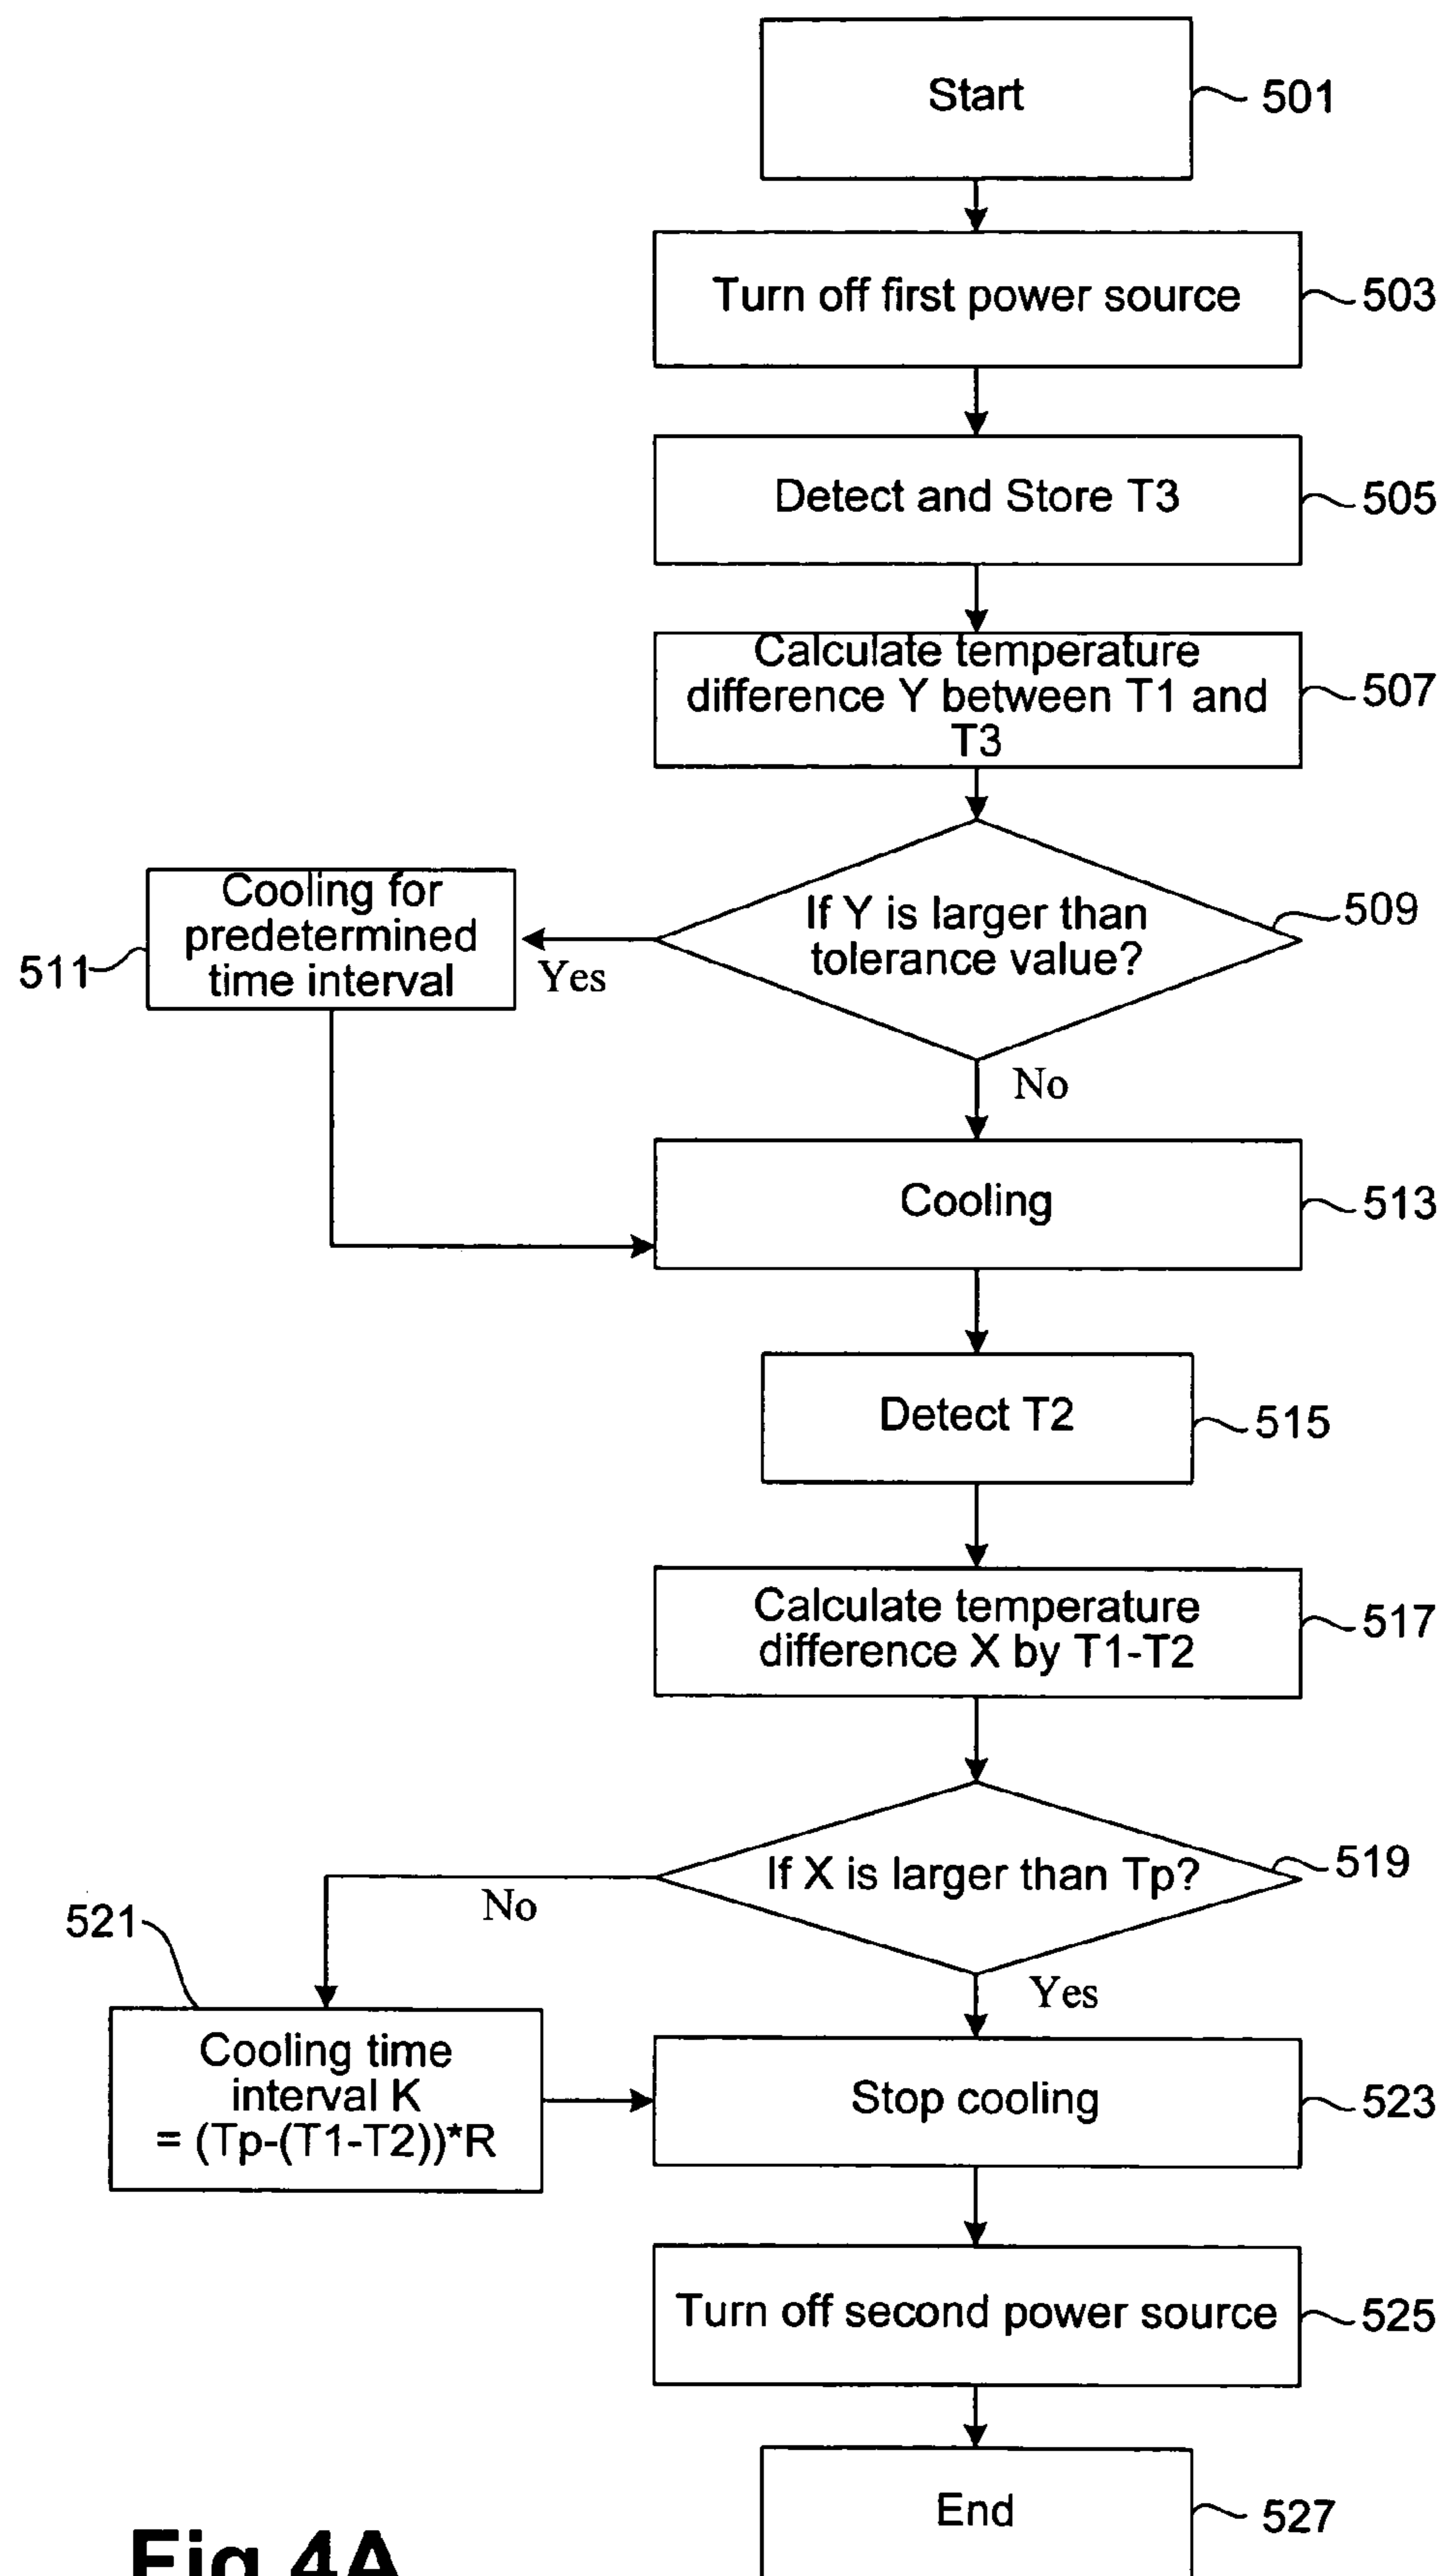 Start
501
Turn off first power source
503
Detect and Store T3
505
Calculate temperature
difference Y between T1 and
T3
507
If Y is larger than
tolerance value?
509
Yes
Cooling for
predetermined
time interval
511
No
Cooling
513
Detect T2
515
Calculate temperature
difference X by T1-T2
517
If X is larger than Tp?
519
No
521
Cooling time
interval K
= (Tp-(T1-T2))*R
Yes
Stop cooling
523
Turn off second power source
525
End
527
Fig 4A